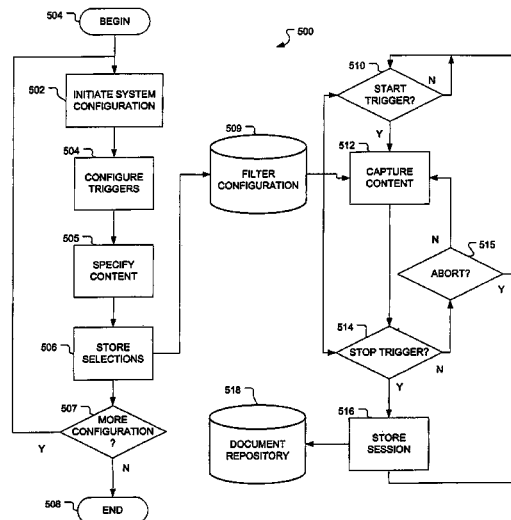 504
BEGIN
502
INITIATE SYSTEM
CONFIGURATION
504
CONFIGURE
TRIGGERS
505
SPECIFY
CONTENT
506
STORE
SELECTIONS
507
MORE
CONFIGURATION
?
Y
N
508
END
500
509
FILTER
CONFIGURATION
510
START
TRIGGER?
N
Y
512
CAPTURE
CONTENT
N
515
ABORT?
Y
514
STOP TRIGGER?
N
Y
518
DOCUMENT
REPOSITORY
516
STORE
SESSION